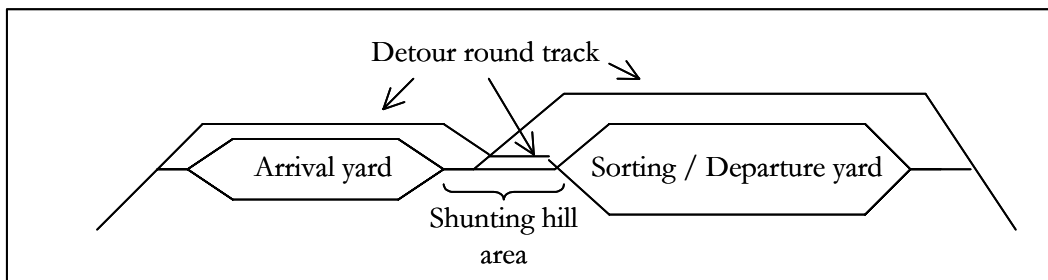 Detour round track
Arrival yard
Sorting / Departure yard
Shunting hill
area